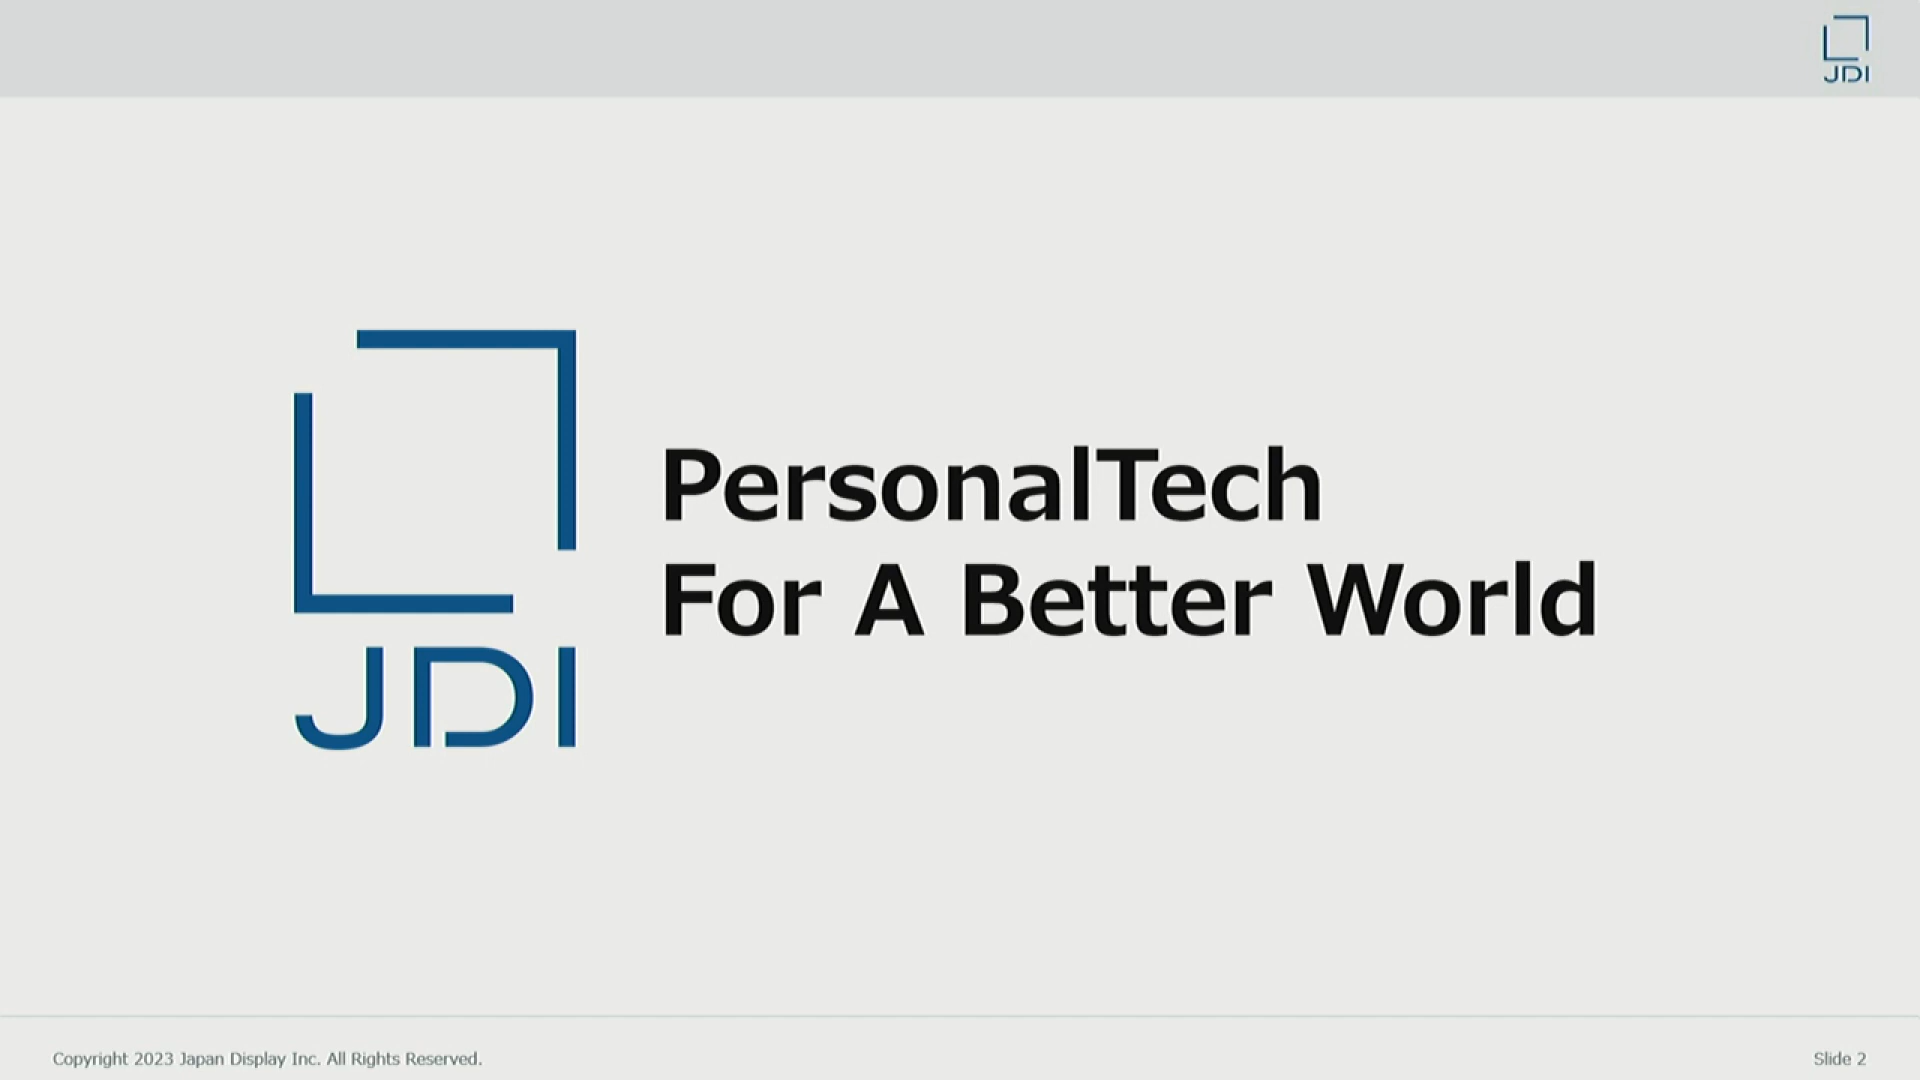 JDI
JDI
PersonalTech
For A Better World
Copyright 2023 Japan Display Inc. All Rights Reserved.
Slide 2